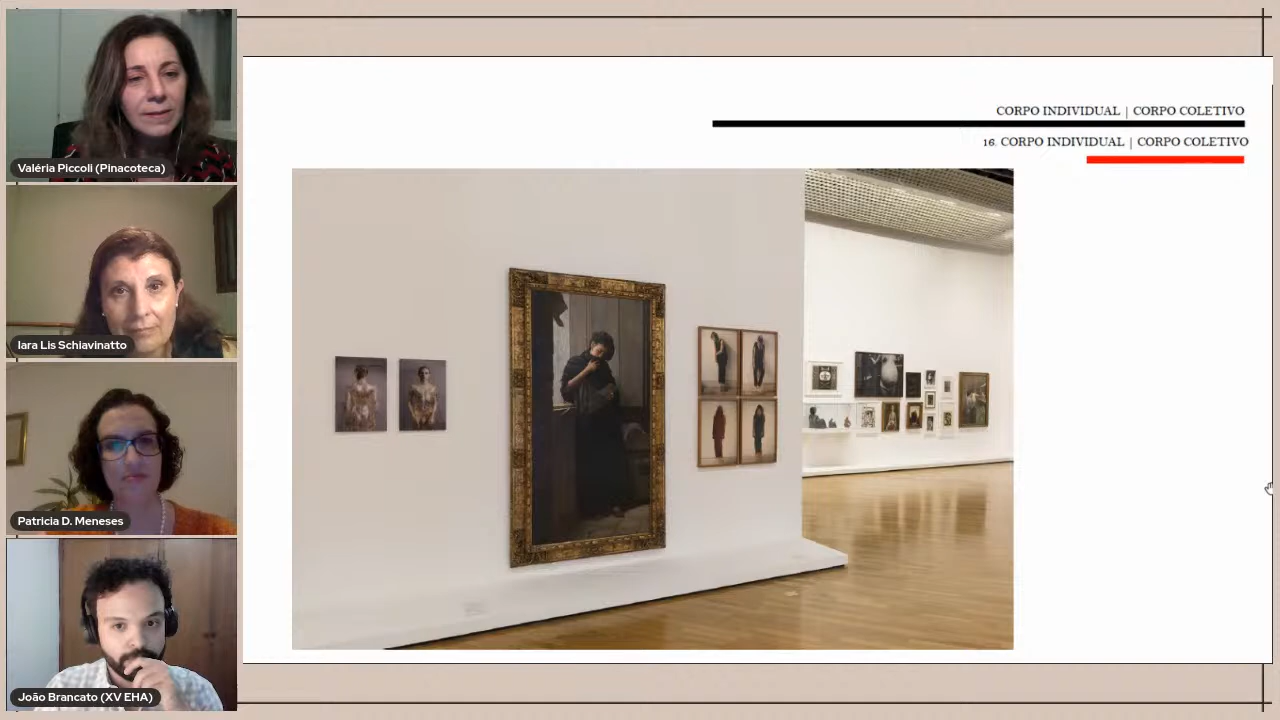 Valéria Piccoli (Pinacoteca)
Iara Lis Schiavinatto
Patricia D. Meneses
João Brancato (XV EHA)
CORPO INDIVIDUAL | CORPO COLETIVO
16. CORPO INDIVIDUAL | CORPO COLETIVO